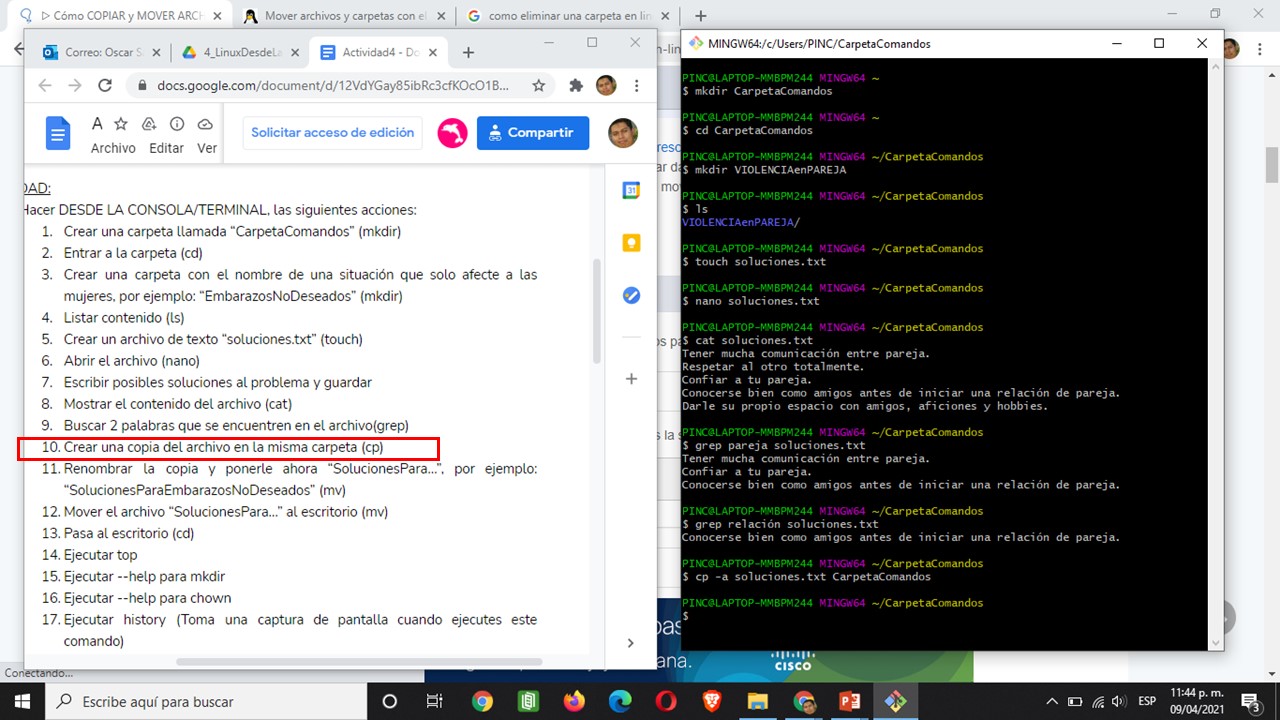 ▷ Cómo COPIAR y MOVER ARCH
Mover archivos y carpetas con el
como eliminar una carpeta en lin
Correo: Oscar S
4_LinuxDesdeLa
Actividad4 - Do
docs.google.com/document/d/12VdYGay85ibRc3cfKOcO1B...
Archivo Editar Ver
Solicitar acceso de edición
Compartir
DAD:
Hacer DESDE LA CONSOLA/TERMINAL, las siguientes acciones:
1. Crear una carpeta llamada “CarpetaComandos” (mkdir)
2. Entrar a la carpeta (cd)
3. Crear una carpeta con el nombre de una situación que solo afecte a las
mujeres, por ejemplo: “EmbarazosNoDeseados” (mkdir)
4. Listar contenido (ls)
5. Crear un archivo de texto “soluciones.txt” (touch)
6. Abrir el archivo (nano)
7. Escribir posibles soluciones al problema y guardar
8. Mostrar el contenido del archivo (cat)
9. Buscar 2 palabras que se encuentren en el archivo(grep)
10. Copiar el archivo en la misma carpeta (cp)
11. Renombrar la copia y ponerle ahora “SolucionesPara...”, por ejemplo:
“SolucionesParaEmbarazosNoDeseados” (mv)
12. Mover el archivo “SolucionesPara...” al escritorio (mv)
13. Pasa al escritorio (cd)
14. Ejecutar top
15. Ejecutar --help para mkdir
16. Ejecutar --help para chown
17. Ejecutar history (Toma una captura de pantalla cuando ejecutes este
comando)
MINGW64:/c/Users/PINC/CarpetaComandos
PINC@LAPTOP-MMBPM244 MINGW64 ~
$ mkdir CarpetaComandos
PINC@LAPTOP-MMBPM244 MINGW64 ~
$ cd CarpetaComandos
PINC@LAPTOP-MMBPM244 MINGW64 ~/CarpetaComandos
$ mkdir VIOLENCIAenPAREJA
PINC@LAPTOP-MMBPM244 MINGW64 ~/CarpetaComandos
$ ls
VIOLENCIAenPAREJA/
PINC@LAPTOP-MMBPM244 MINGW64 ~/CarpetaComandos
$ touch soluciones.txt
PINC@LAPTOP-MMBPM244 MINGW64 ~/CarpetaComandos
$ nano soluciones.txt
PINC@LAPTOP-MMBPM244 MINGW64 ~/CarpetaComandos
$ cat soluciones.txt
Tener mucha comunicación entre pareja.
Respetar al otro totalmente.
Confiar a tu pareja.
Conocerse bien como amigos antes de iniciar una relación de pareja.
Darle su propio espacio con amigos, aficiones y hobbies.
PINC@LAPTOP-MMBPM244 MINGW64 ~/CarpetaComandos
$ grep pareja soluciones.txt
Tener mucha comunicación entre pareja.
Confiar a tu pareja.
Conocerse bien como amigos antes de iniciar una relación de pareja.
PINC@LAPTOP-MMBPM244 MINGW64 ~/CarpetaComandos
$ grep relación soluciones.txt
Conocerse bien como amigos antes de iniciar una relación de pareja.
PINC@LAPTOP-MMBPM244 MINGW64 ~/CarpetaComandos
$ cp -a soluciones.txt CarpetaComandos
PINC@LAPTOP-MMBPM244 MINGW64 ~/CarpetaComandos
$
Conectando...
CISCO
Escribe aquí para buscar
ESP
11:44 p. m.
09/04/2021
3